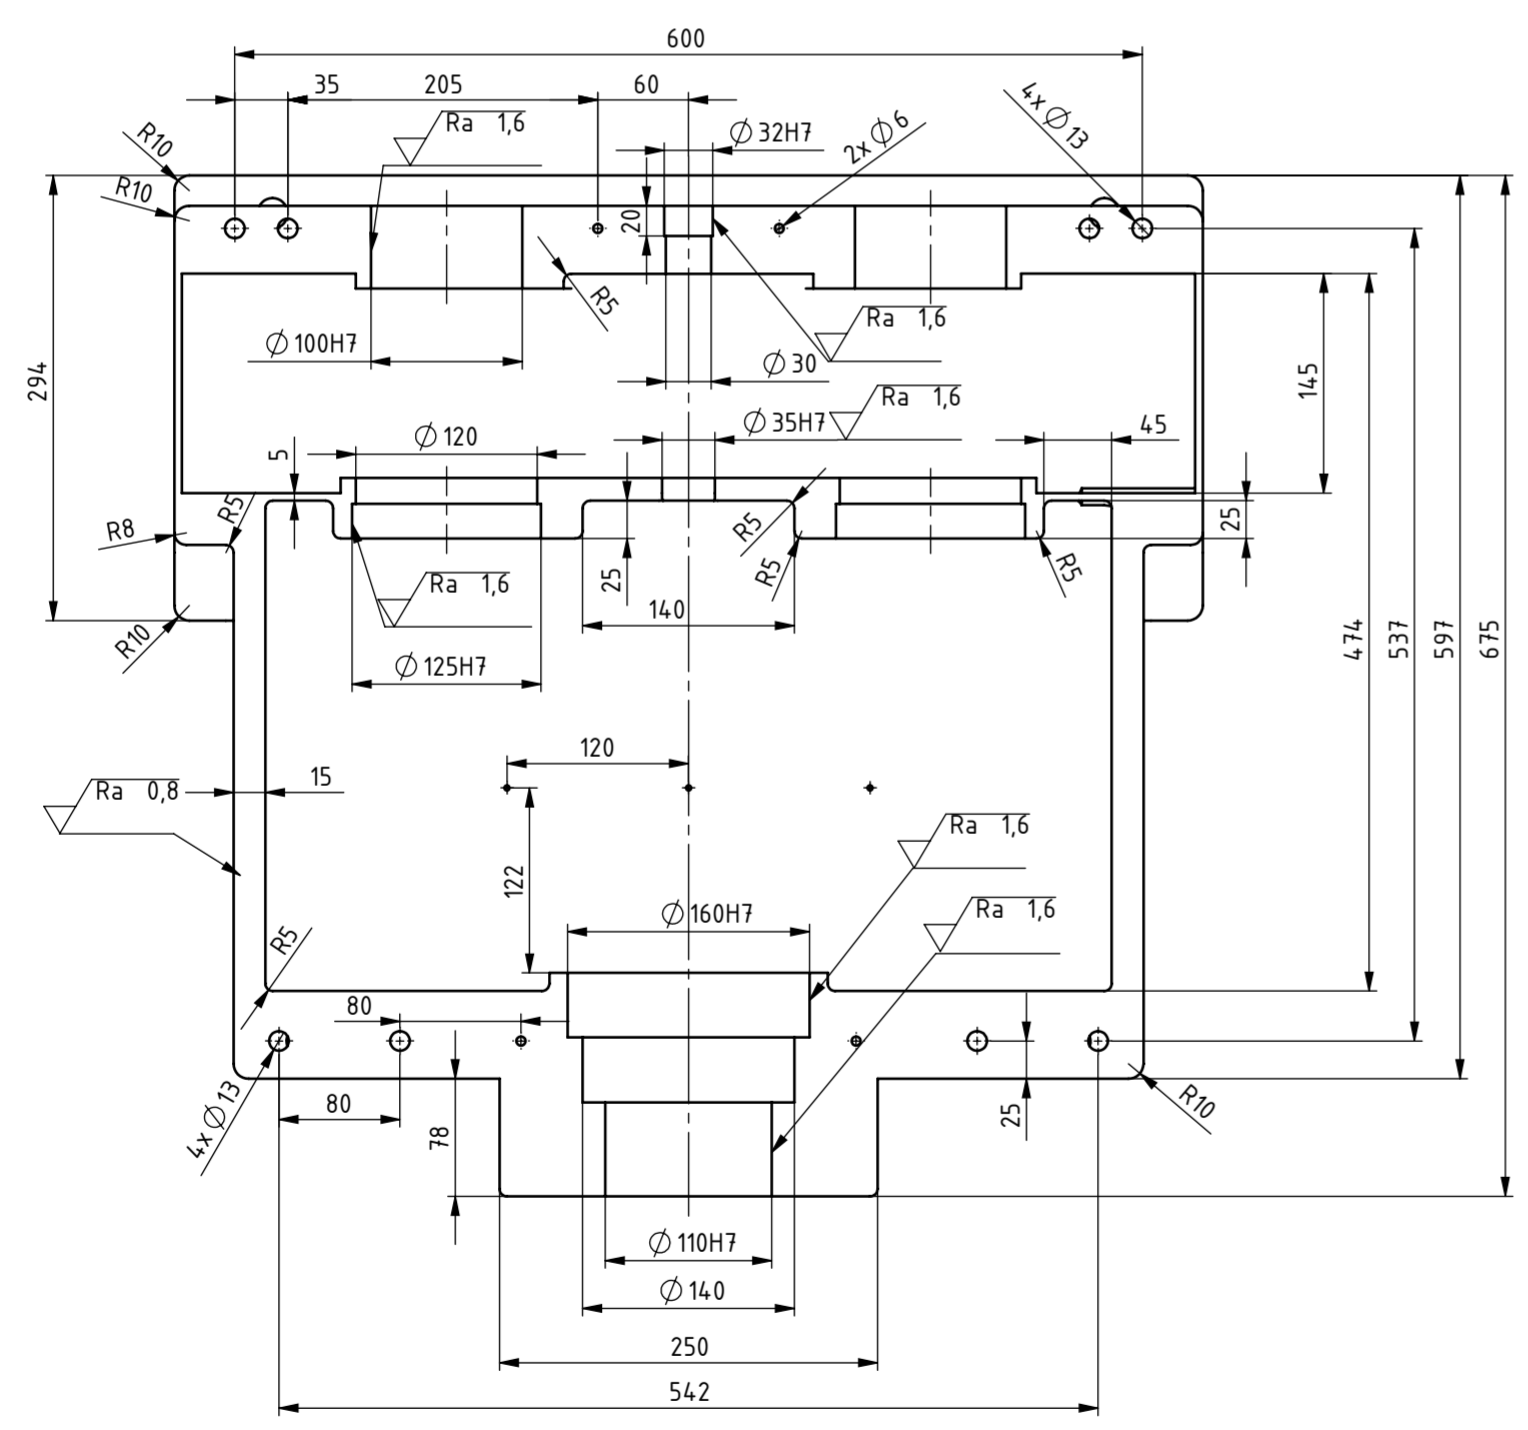 600
35
205
60
Ra 1,6
⌀32H7
2x ⌀6
4x ⌀13
R10
R10
20
R5
Ra 1,6
⌀100H7
⌀30
294
145
Ra 1,6
⌀120
⌀35H7
45
5
R5
R8
R5
25
R5
R5
Ra 1,6
25
140
R10
⌀125H7
474
537
597
675
120
Ra 0,8
15
122
Ra 1,6
⌀160H7
Ra 1,6
R5
80
4x ⌀13
80
78
25
R10
⌀110H7
⌀140
250
542